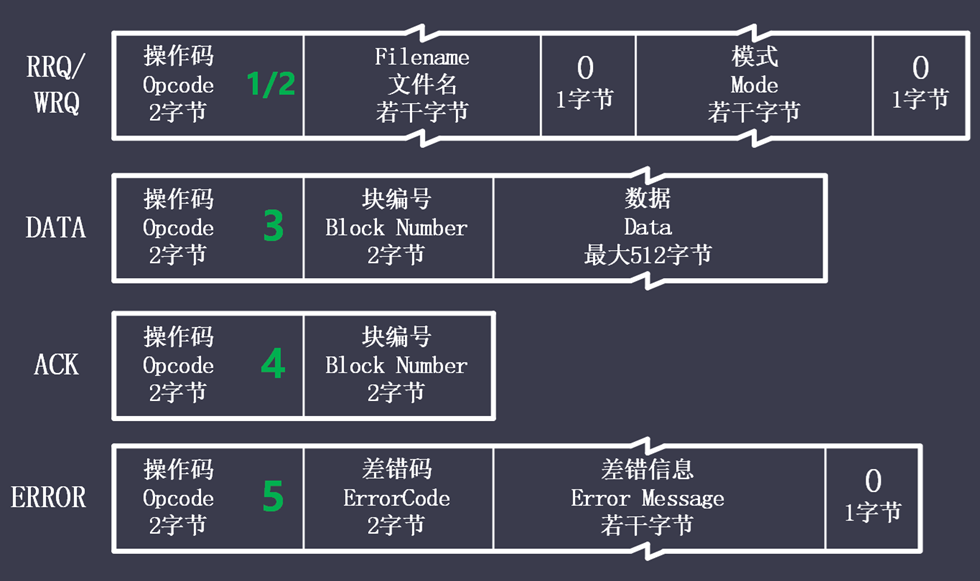 RRQ/
WRQ
操作码
Opcode
2字节
1/2
Filename
文件名
若干字节
0
1字节
模式
Mode
若干字节
0
1字节
DATA
操作码
Opcode
2字节
3
块编号
Block Number
2字节
数据
Data
最大512字节
ACK
操作码
Opcode
2字节
4
块编号
Block Number
2字节
ERROR
操作码
Opcode
2字节
5
差错码
ErrorCode
2字节
差错信息
Error Message
若干字节
0
1字节